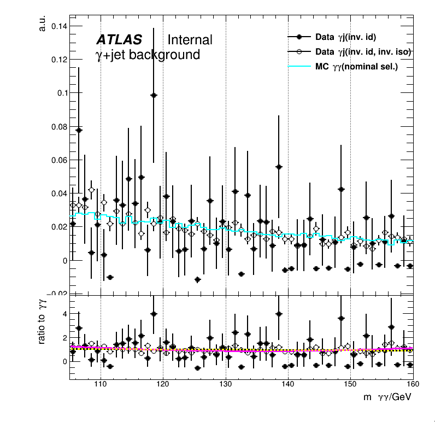 a.u.
0.14
0.12
0.1
0.08
0.06
0.04
0.02
0
−0.02
ATLAS Internal
γ+jet background
Data γj(inv. id)
Data γj(inv. id, inv. iso)
MC γγ(nominal sel.)
ratio to γγ
4
2
0
110 120 130 140 150 160
m γγ/GeV